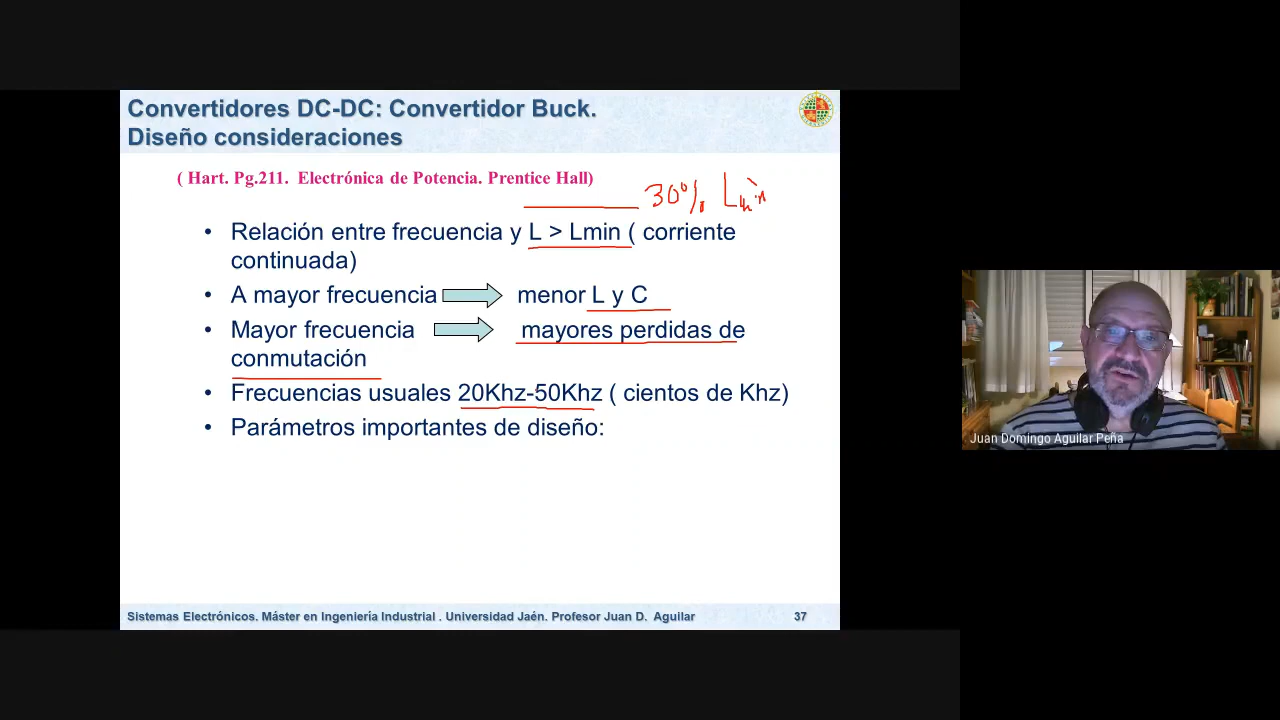 Convertidores DC-DC: Convertidor Buck.
Diseño consideraciones
( Hart. Pg.211. Electrónica de Potencia. Prentice Hall)
30% Lmin
• Relación entre frecuencia y L > Lmin ( corriente
continuada)
• A mayor frecuencia menor L y C
• Mayor frecuencia mayores perdidas de
conmutación
• Frecuencias usuales 20Khz-50Khz ( cientos de Khz)
• Parámetros importantes de diseño:
Sistemas Electrónicos. Máster en Ingeniería Industrial . Universidad Jaén. Profesor Juan D. Aguilar 37
Juan Domingo Aguilar Peña